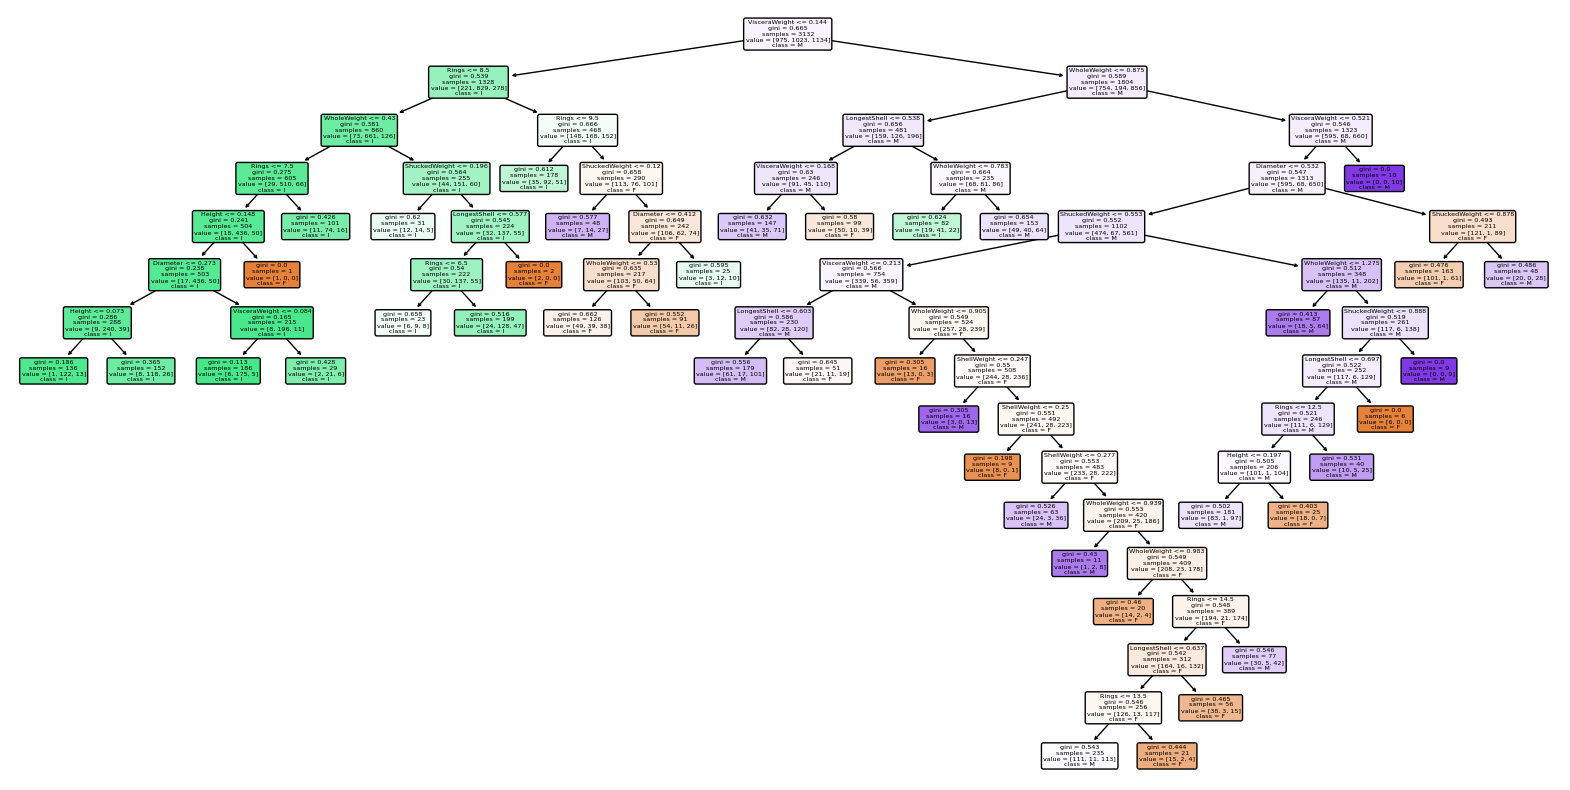 VisceraWeight <= 0.144
gini = 0.665
samples = 3132
value = [975, 1023, 1134]
class = M
Rings <= 8.5
gini = 0.539
samples = 1328
value = [221, 829, 278]
class = I
WholeWeight <= 0.875
gini = 0.589
samples = 1804
value = [754, 194, 856]
class = M
WholeWeight <= 0.43
gini = 0.381
samples = 860
value = [73, 661, 126]
class = I
Rings <= 9.5
gini = 0.666
samples = 468
value = [148, 168, 152]
class = I
LongestShell <= 0.538
gini = 0.656
samples = 481
value = [159, 126, 196]
class = M
VisceraWeight <= 0.521
gini = 0.546
samples = 1323
value = [595, 68, 660]
class = M
Rings <= 7.5
gini = 0.275
samples = 605
value = [29, 510, 66]
class = I
ShuckedWeight <= 0.196
gini = 0.564
samples = 255
value = [44, 151, 60]
class = I
gini = 0.612
samples = 178
value = [35, 92, 51]
class = I
ShuckedWeight <= 0.12
gini = 0.658
samples = 290
value = [113, 76, 101]
class = F
VisceraWeight <= 0.168
gini = 0.63
samples = 246
value = [91, 45, 110]
class = M
WholeWeight <= 0.783
gini = 0.664
samples = 235
value = [68, 81, 86]
class = M
Diameter <= 0.532
gini = 0.547
samples = 1313
value = [595, 68, 650]
class = M
gini = 0.0
samples = 10
value = [0, 0, 10]
class = M
Height <= 0.148
gini = 0.241
samples = 504
value = [18, 436, 50]
class = I
gini = 0.426
samples = 101
value = [11, 74, 16]
class = I
gini = 0.62
samples = 31
value = [12, 14, 5]
class = I
LongestShell <= 0.577
gini = 0.545
samples = 224
value = [32, 137, 55]
class = I
gini = 0.577
samples = 48
value = [7, 14, 27]
class = M
Diameter <= 0.412
gini = 0.649
samples = 242
value = [106, 62, 74]
class = F
gini = 0.632
samples = 147
value = [41, 35, 71]
class = M
gini = 0.58
samples = 99
value = [50, 10, 39]
class = F
gini = 0.624
samples = 82
value = [19, 41, 22]
class = I
gini = 0.654
samples = 153
value = [49, 40, 64]
class = M
ShuckedWeight <= 0.553
gini = 0.552
samples = 1102
value = [474, 67, 561]
class = M
ShuckedWeight <= 0.878
gini = 0.493
samples = 211
value = [121, 1, 89]
class = F
Diameter <= 0.273
gini = 0.238
samples = 503
value = [17, 436, 50]
class = I
gini = 0.0
samples = 1
value = [1, 0, 0]
class = F
Rings <= 6.5
gini = 0.54
samples = 222
value = [30, 137, 55]
class = I
gini = 0.0
samples = 2
value = [2, 0, 0]
class = F
WholeWeight <= 0.53
gini = 0.635
samples = 217
value = [103, 50, 64]
class = F
gini = 0.595
samples = 25
value = [3, 12, 10]
class = I
VisceraWeight <= 0.213
gini = 0.566
samples = 754
value = [339, 56, 359]
class = M
WholeWeight <= 1.275
gini = 0.512
samples = 348
value = [135, 11, 202]
class = M
gini = 0.476
samples = 163
value = [101, 1, 61]
class = F
gini = 0.486
samples = 48
value = [20, 0, 28]
class = M
Height <= 0.073
gini = 0.286
samples = 288
value = [9, 240, 39]
class = I
VisceraWeight <= 0.084
gini = 0.165
samples = 215
value = [8, 196, 11]
class = I
gini = 0.658
samples = 23
value = [6, 9, 8]
class = I
gini = 0.516
samples = 199
value = [24, 128, 47]
class = I
gini = 0.662
samples = 126
value = [49, 39, 38]
class = F
gini = 0.552
samples = 91
value = [54, 11, 26]
class = F
LongestShell <= 0.603
gini = 0.586
samples = 230
value = [82, 28, 120]
class = M
WholeWeight <= 0.905
gini = 0.549
samples = 524
value = [257, 28, 239]
class = F
gini = 0.413
samples = 87
value = [18, 5, 64]
class = M
ShuckedWeight <= 0.888
gini = 0.519
samples = 261
value = [117, 6, 138]
class = M
gini = 0.186
samples = 136
value = [1, 122, 13]
class = I
gini = 0.365
samples = 152
value = [8, 118, 26]
class = I
gini = 0.113
samples = 186
value = [6, 175, 5]
class = I
gini = 0.428
samples = 29
value = [2, 21, 6]
class = I
gini = 0.556
samples = 179
value = [61, 17, 101]
class = M
gini = 0.645
samples = 51
value = [21, 11, 19]
class = F
gini = 0.305
samples = 16
value = [13, 0, 3]
class = F
ShellWeight <= 0.247
gini = 0.55
samples = 508
value = [244, 28, 236]
class = F
LongestShell <= 0.697
gini = 0.522
samples = 252
value = [117, 6, 129]
class = M
gini = 0.0
samples = 9
value = [0, 0, 9]
class = M
gini = 0.305
samples = 16
value = [3, 0, 13]
class = M
ShellWeight <= 0.25
gini = 0.551
samples = 492
value = [241, 28, 223]
class = F
Rings <= 12.5
gini = 0.521
samples = 246
value = [111, 6, 129]
class = M
gini = 0.0
samples = 6
value = [6, 0, 0]
class = F
gini = 0.198
samples = 9
value = [8, 0, 1]
class = F
ShellWeight <= 0.277
gini = 0.553
samples = 483
value = [233, 28, 222]
class = F
Height <= 0.197
gini = 0.505
samples = 206
value = [101, 1, 104]
class = M
gini = 0.531
samples = 40
value = [10, 5, 25]
class = M
gini = 0.526
samples = 63
value = [24, 3, 36]
class = M
WholeWeight <= 0.939
gini = 0.553
samples = 420
value = [209, 25, 186]
class = F
gini = 0.502
samples = 181
value = [83, 1, 97]
class = M
gini = 0.403
samples = 25
value = [18, 0, 7]
class = F
gini = 0.43
samples = 11
value = [1, 2, 8]
class = M
WholeWeight <= 0.983
gini = 0.549
samples = 409
value = [208, 23, 178]
class = F
gini = 0.46
samples = 20
value = [14, 2, 4]
class = F
Rings <= 14.5
gini = 0.548
samples = 389
value = [194, 21, 174]
class = F
LongestShell <= 0.637
gini = 0.542
samples = 312
value = [164, 16, 132]
class = F
gini = 0.546
samples = 77
value = [30, 5, 42]
class = M
Rings <= 13.5
gini = 0.546
samples = 256
value = [126, 13, 117]
class = F
gini = 0.465
samples = 56
value = [38, 3, 15]
class = F
gini = 0.543
samples = 235
value = [111, 11, 113]
class = M
gini = 0.444
samples = 21
value = [15, 2, 4]
class = F